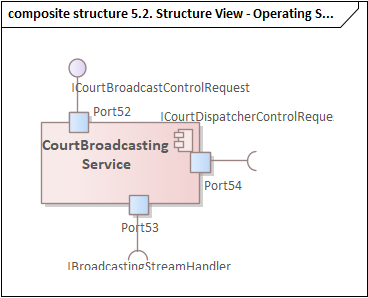 composite structure 5.2. Structure View - Operating S...
ICourtBroadcastControlRequest
Port52
ICourtDispatcherControlReque
CourtBroadcasting
Service
Port54
Port53
IBroadcastingStreamHandler